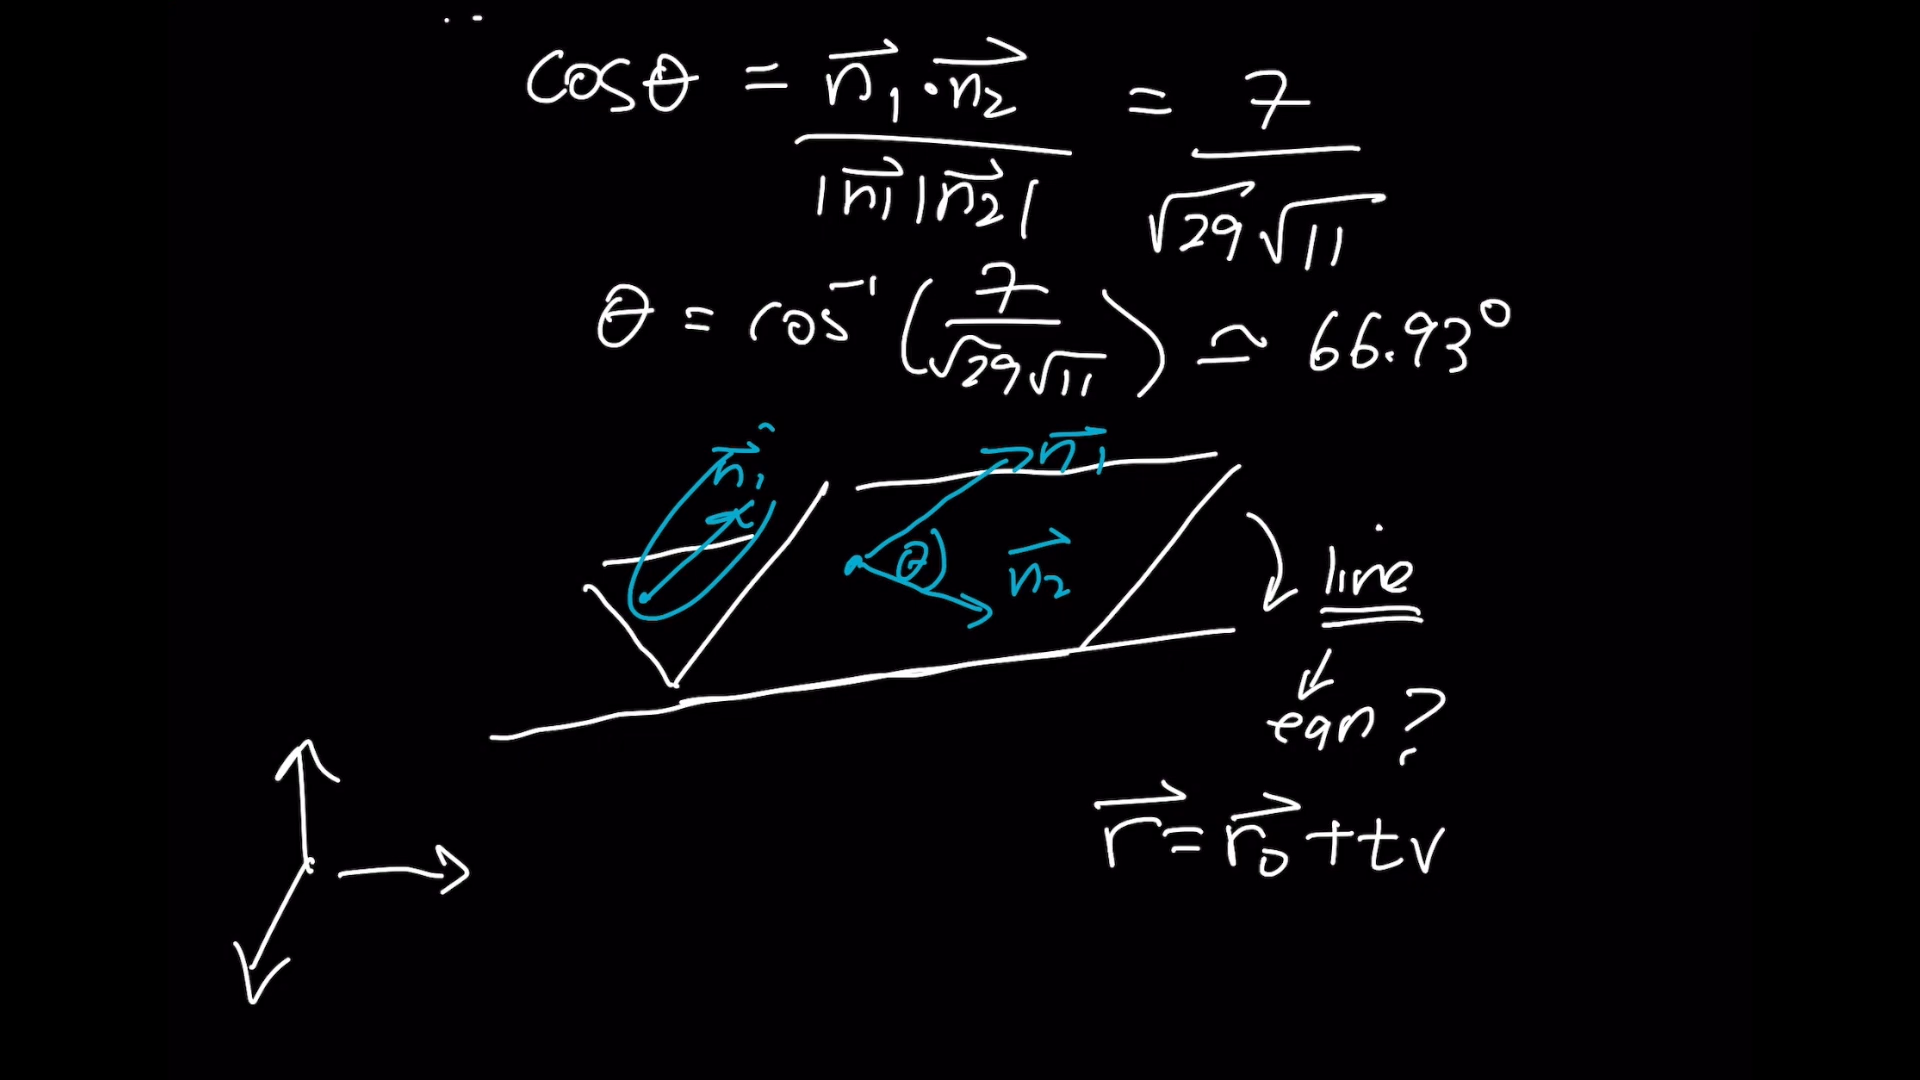 cosθ = n⃗₁·n⃗₂ / |n⃗₁||n⃗₂| = 7 / √29 √11
θ = cos⁻¹ (7 / √29 √11) ≃ 66.93°
n⃗₁
α
n⃗₁
θ
n⃗₂
line
eqn?
r⃗ = r⃗₀ + tv